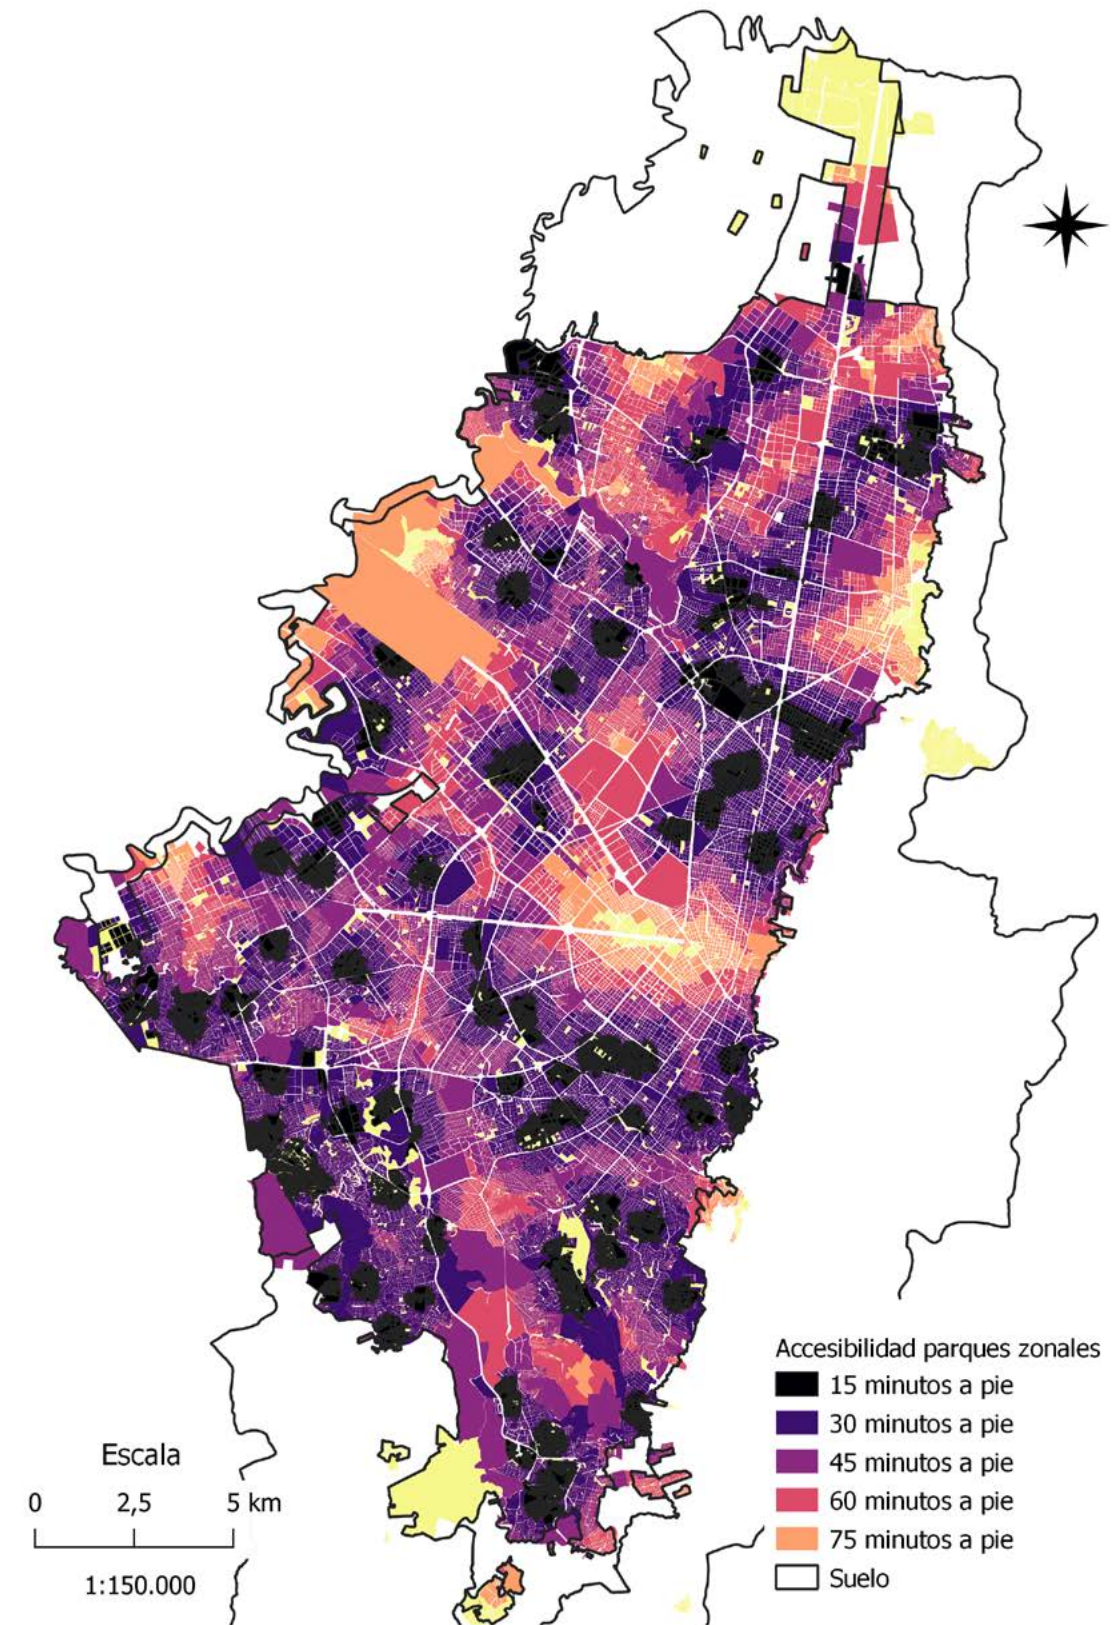 Accesibilidad parques zonales
15 minutos a pie
30 minutos a pie
45 minutos a pie
60 minutos a pie
75 minutos a pie
Suelo
Escala
0 2,5 5 km
1:150.000